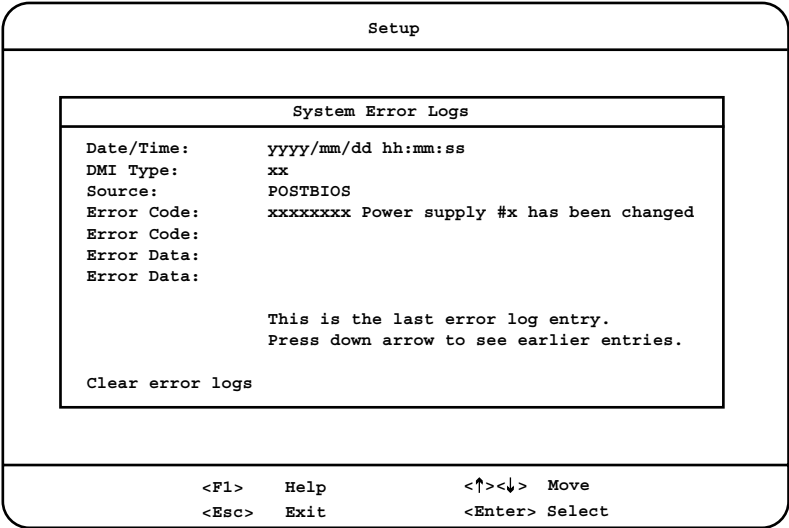 Setup
System Error Logs
Date/Time: yyyy/mm/dd hh:mm:ss
DMI Type: xx
Source: POSTBIOS
Error Code: xxxxxxxx Power supply #x has been changed
Error Code:
Error Data:
Error Data:
This is the last error log entry.
Press down arrow to see earlier entries.
Clear error logs
<F1> Help <↑><↓> Move
<Esc> Exit <Enter> Select